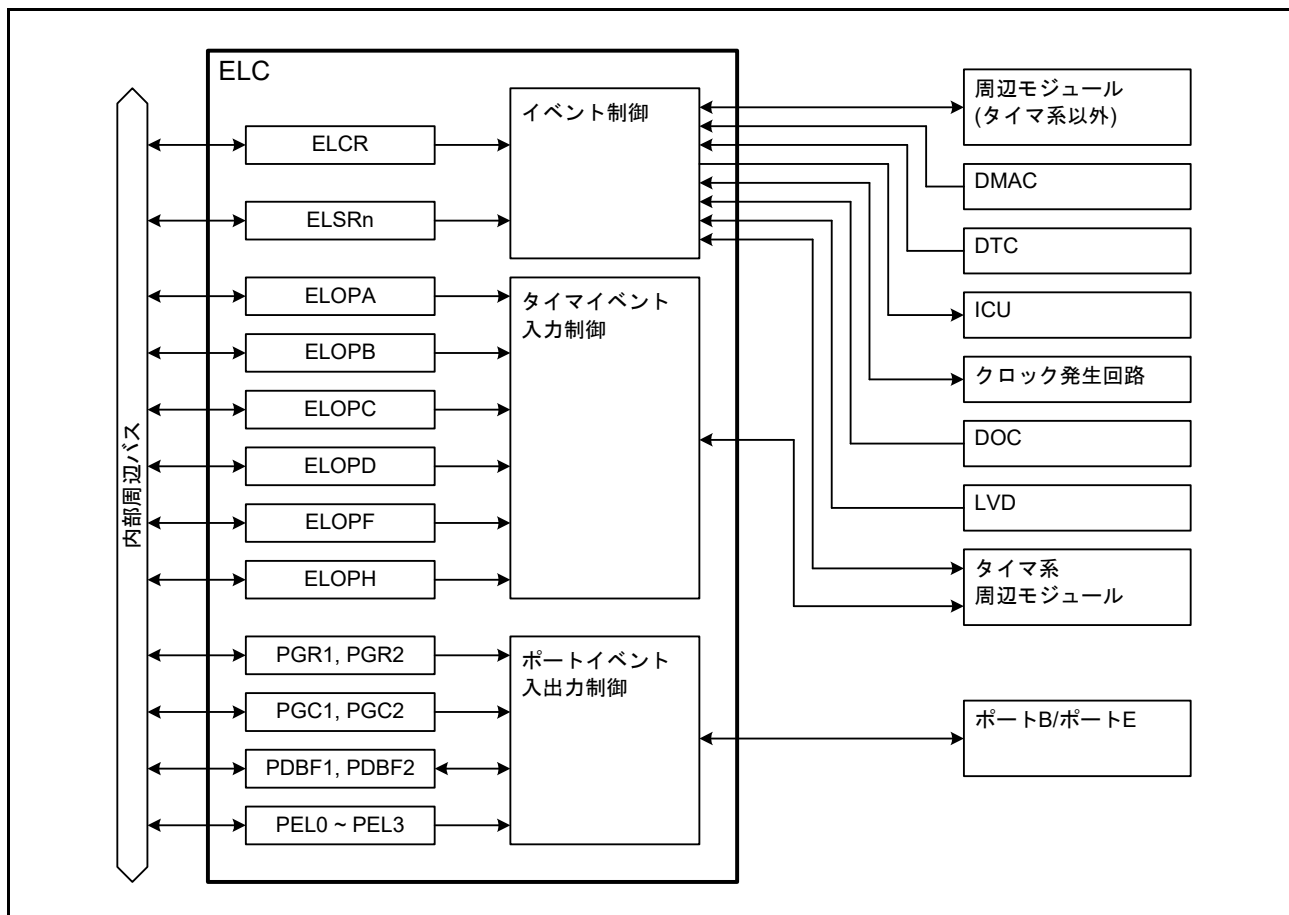 ELC
内部周辺バス
ELCR
ELSRn
ELOPA
ELOPB
ELOPC
ELOPD
ELOPF
ELOPH
PGR1, PGR2
PGC1, PGC2
PDBF1, PDBF2
PEL0 ~ PEL3
イベント制御
タイマイベント
入力制御
ポートイベント
入出力制御
周辺モジュール
(タイマ系以外)
DMAC
DTC
ICU
クロック発生回路
DOC
LVD
タイマ系
周辺モジュール
ポートB/ポートE